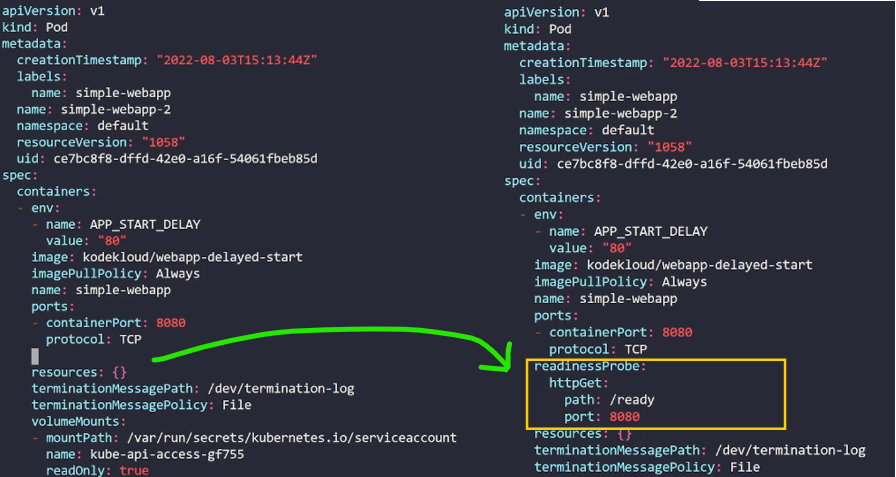 apiVersion: v1
kind: Pod
metadata:
  creationTimestamp: "2022-08-03T15:13:44Z"
  labels:
    name: simple-webapp
  name: simple-webapp-2
  namespace: default
  resourceVersion: "1058"
  uid: ce7bc8f8-dffd-42e0-a16f-54061fbeb85d
spec:
  containers:
  - env:
    - name: APP_START_DELAY
      value: "80"
    image: kodekloud/webapp-delayed-start
    imagePullPolicy: Always
    name: simple-webapp
    ports:
    - containerPort: 8080
      protocol: TCP
    resources: {}
    terminationMessagePath: /dev/termination-log
    terminationMessagePolicy: File
    volumeMounts:
    - mountPath: /var/run/secrets/kubernetes.io/serviceaccount
      name: kube-api-access-gf755
      readOnly: true
apiVersion: v1
kind: Pod
metadata:
  creationTimestamp: "2022-08-03T15:13:44Z"
  labels:
    name: simple-webapp
  name: simple-webapp-2
  namespace: default
  resourceVersion: "1058"
  uid: ce7bc8f8-dffd-42e0-a16f-54061fbeb85d
spec:
  containers:
  - env:
    - name: APP_START_DELAY
      value: "80"
    image: kodekloud/webapp-delayed-start
    imagePullPolicy: Always
    name: simple-webapp
    ports:
    - containerPort: 8080
      protocol: TCP
    readinessProbe:
      httpGet:
        path: /ready
        port: 8080
    resources: {}
    terminationMessagePath: /dev/termination-log
    terminationMessagePolicy: File